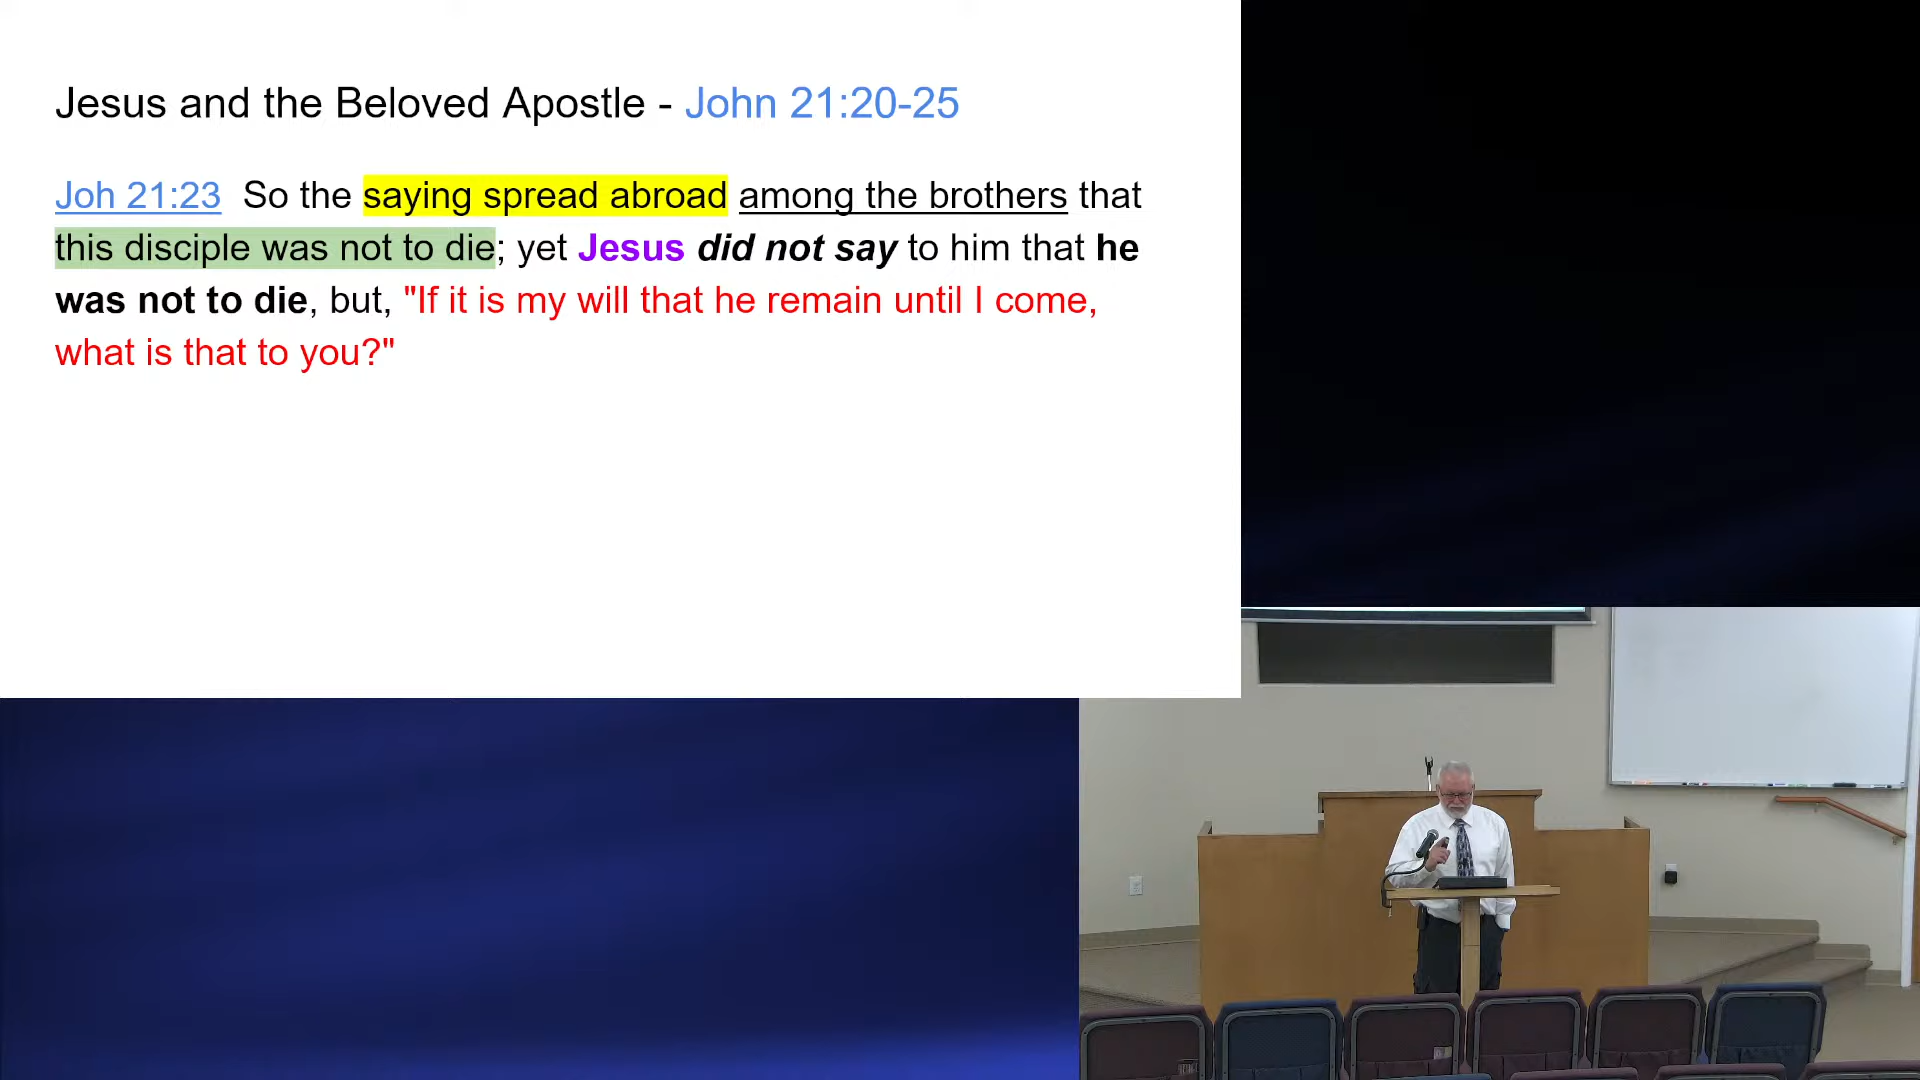 Jesus and the Beloved Apostle - John 21:20-25
Joh 21:23 So the saying spread abroad among the brothers that
this disciple was not to die; yet Jesus did not say to him that he
was not to die, but, "If it is my will that he remain until I come,
what is that to you?"